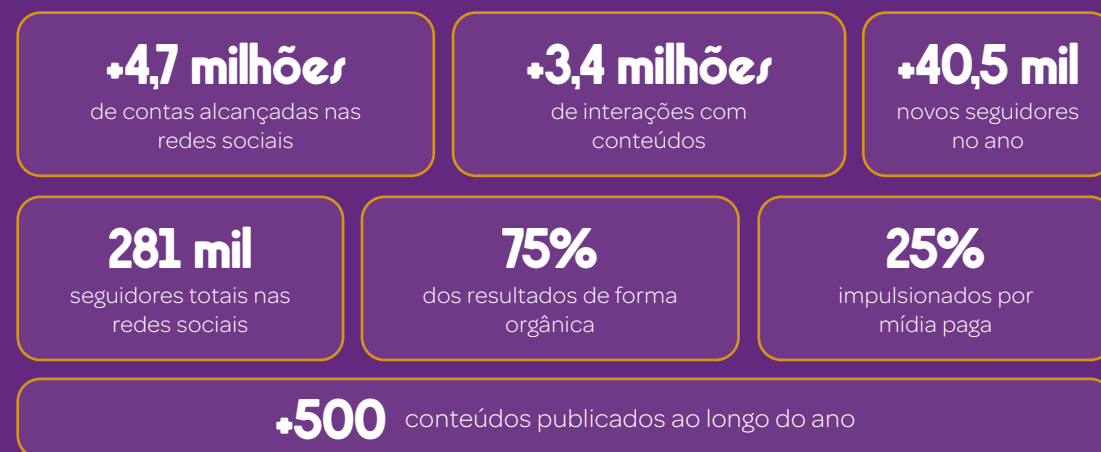 +4,7 milhões
de contas alcançadas nas
redes sociais
+3,4 milhões
de interações com
conteúdos
+40,5 mil
novos seguidores
no ano
281 mil
seguidores totais nas
redes sociais
75%
dos resultados de forma
orgânica
25%
impulsionados por
mídia paga
+500 conteúdos publicados ao longo do ano